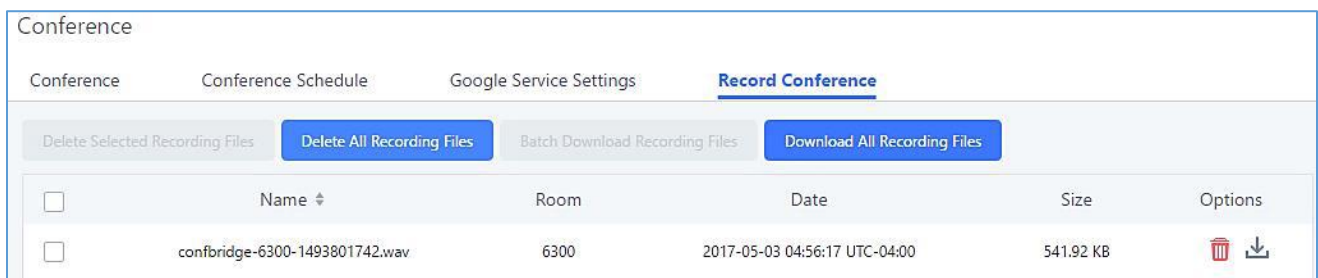 Conference
Conference Conference Schedule Google Service Settings Record Conference
Delete Selected Recording Files Delete All Recording Files Batch Download Recording Files Download All Recording Files
Name Room Date Size Options
confbridge-6300-1493801742.wav 6300 2017-05-03 04:56:17 UTC-04:00 541.92 KB